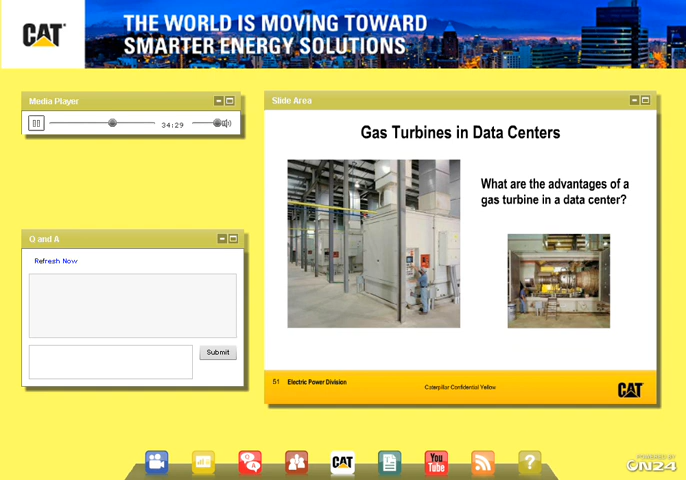 CAT
THE WORLD IS MOVING TOWARD
SMARTER ENERGY SOLUTIONS.
Media Player
34:29
Slide Area
Gas Turbines in Data Centers
What are the advantages of a
gas turbine in a data center?
Q and A
Refresh Now
Submit
51 Electric Power Division
Caterpillar Confidential Yellow
CAT
Q
A
CAT
You
Tube
?
POWERED BY
ON24